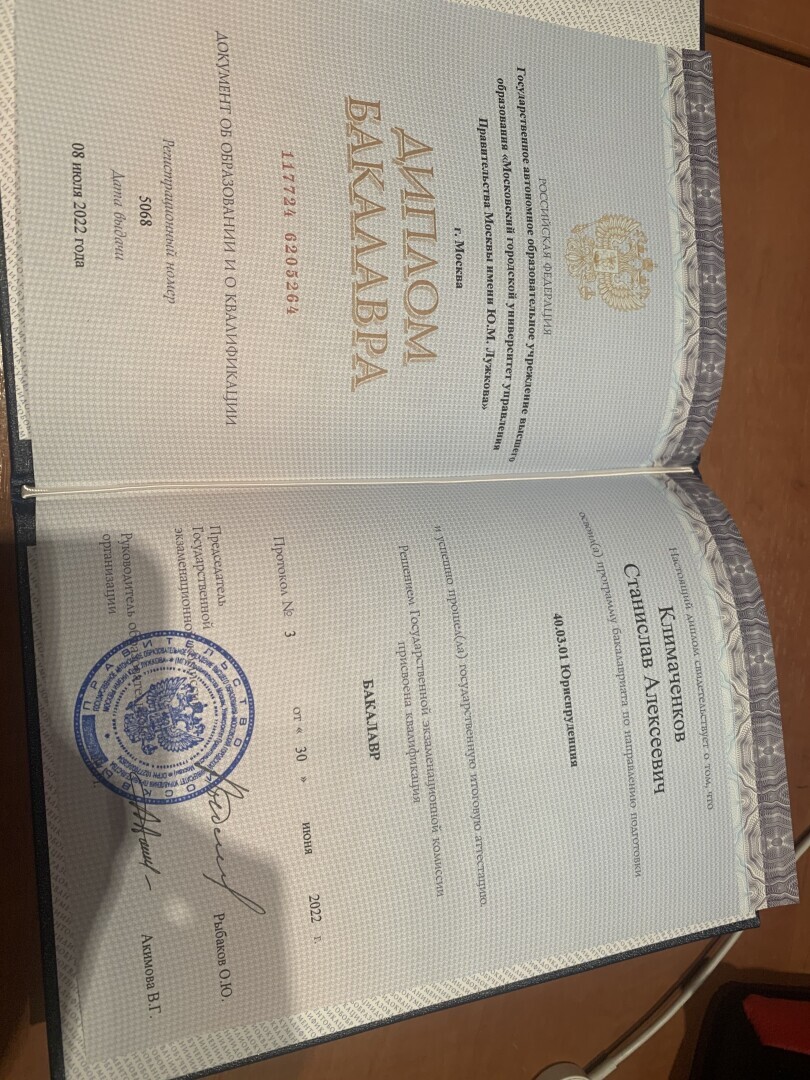 РОССИЙСКАЯ ФЕДЕРАЦИЯ
Государственное автономное образовательное учреждение высшего
образования «Московский городской университет управления
Правительства Москвы имени Ю.М. Лужкова»
г. Москва
ДИПЛОМ
БАКАЛАВРА
117724 6205264
ДОКУМЕНТ ОБ ОБРАЗОВАНИИ И О КВАЛИФИКАЦИИ
Регистрационный номер
5068
Дата выдачи
08 июля 2022 года
Настоящий диплом свидетельствует о том, что
Климаченков
Станислав Алексеевич
освоил(а) программу бакалавриата по направлению подготовки
40.03.01 Юриспруденция
и успешно прошел(ла) государственную итоговую аттестацию.
Решением Государственной экзаменационной комиссии
присвоена квалификация
БАКАЛАВР
Протокол № 3 от « 30 » июня 2022 г.
Председатель
Государственной
экзаменационной
Рыбаков О.Ю.
Руководитель
организации
Акимова В.Г.
ПРАВИТЕЛЬСТВО